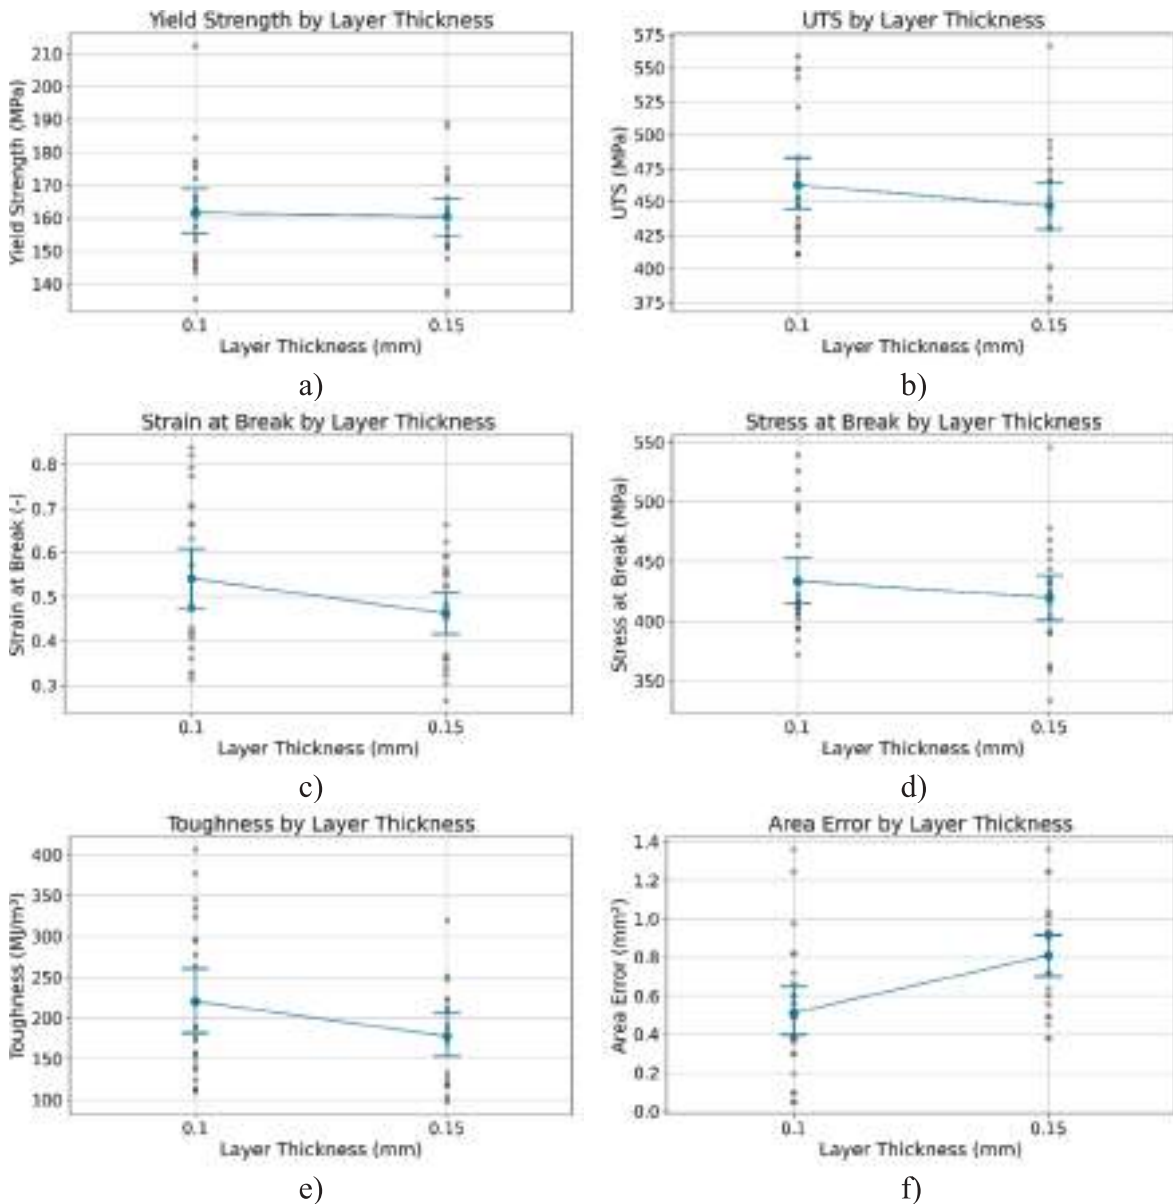 Yield Strength by Layer Thickness
Yield Strength (MPa)
210
200
190
180
170
160
150
140
0.1 0.15
Layer Thickness (mm)
a)
UTS by Layer Thickness
UTS (MPa)
575
550
525
500
475
450
425
400
375
0.1 0.15
Layer Thickness (mm)
b)
Strain at Break by Layer Thickness
Strain at Break (-)
0.8
0.7
0.6
0.5
0.4
0.3
0.1 0.15
Layer Thickness (mm)
c)
Stress at Break by Layer Thickness
Stress at Break (MPa)
550
500
450
400
350
0.1 0.15
Layer Thickness (mm)
d)
Toughness by Layer Thickness
Toughness (MJ/m³)
400
350
300
250
200
150
100
0.1 0.15
Layer Thickness (mm)
e)
Area Error by Layer Thickness
Area Error (mm²)
1.4
1.2
1.0
0.8
0.6
0.4
0.2
0.0
0.1 0.15
Layer Thickness (mm)
f)